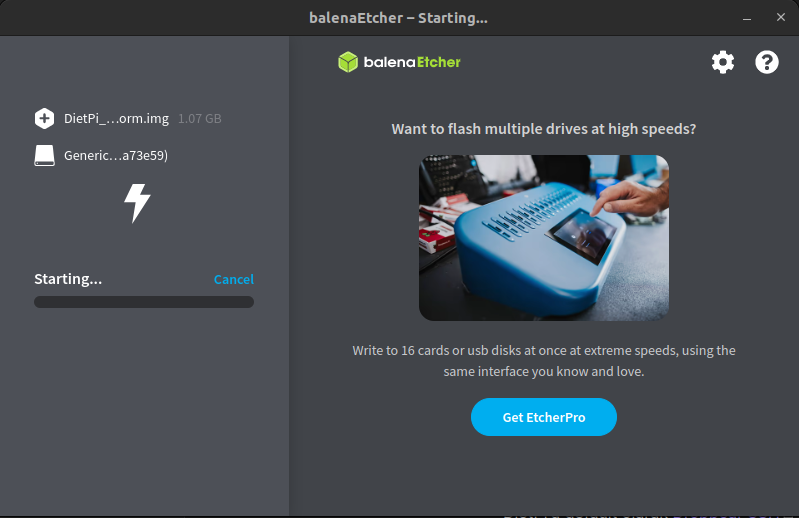 balenaEtcher – Starting...
balenaEtcher
DietPi_...orm.img 1.07 GB
Generic...a73e59)
Starting... Cancel
Want to flash multiple drives at high speeds?
Write to 16 cards or usb disks at once at extreme speeds, using the
same interface you know and love.
Get EtcherPro